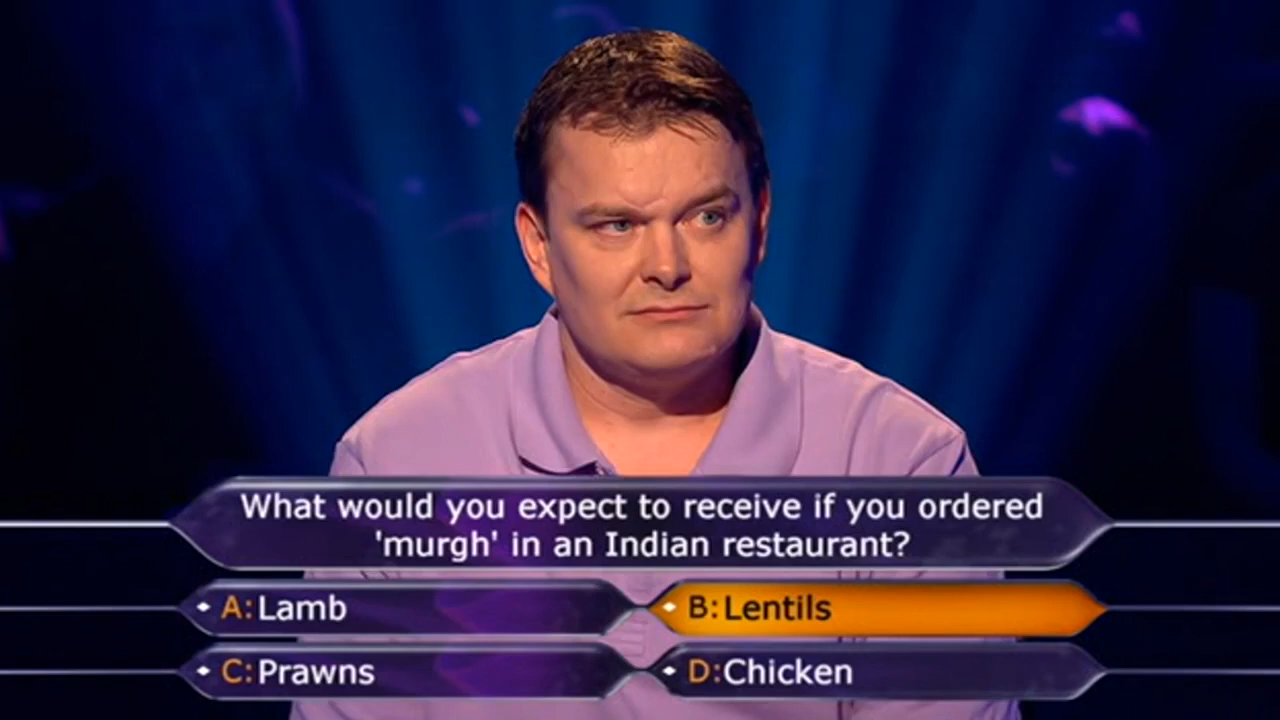 What would you expect to receive if you ordered
'murgh' in an Indian restaurant?
A: Lamb
B: Lentils
C: Prawns
D: Chicken